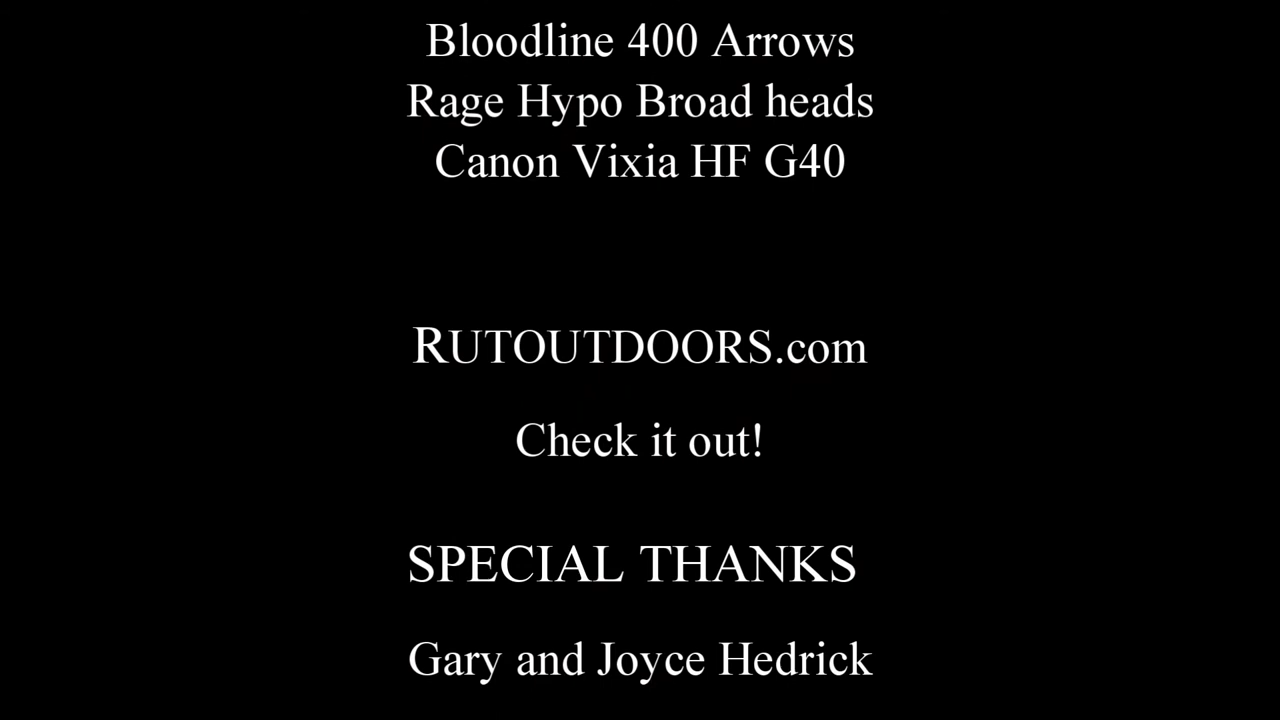 Bloodline 400 Arrows
Rage Hypo Broad heads
Canon Vixia HF G40
RUTOUTDOORS.com
Check it out!
SPECIAL THANKS
Gary and Joyce Hedrick